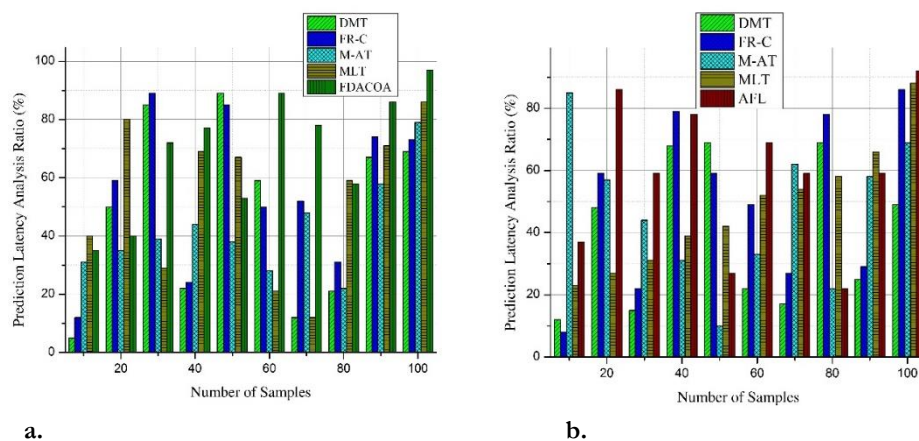 DMT
FR-C
M-AT
MLT
FDACOA
100
80
60
40
20
0
Prediction Latency Analysis Ratio (%)
20
40
60
80
100
Number of Samples
a.
DMT
FR-C
M-AT
MLT
AFL
80
60
40
20
0
Prediction Latency Analysis Ratio (%)
20
40
60
80
100
Number of Samples
b.